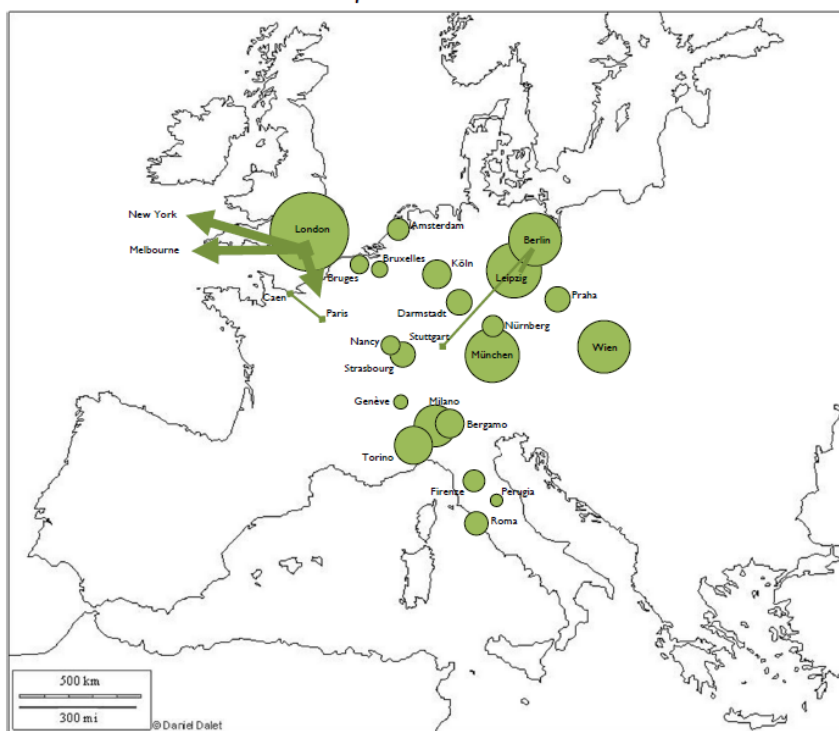 New York
London
Amsterdam
Berlin
Melbourne
Bruxelles
Köln
Bruges
Leipzig
Caen
Praha
Darmstadt
Paris
Nürnberg
Stuttgart
Nancy
Wien
München
Strasbourg
Genève
Milano
Bergamo
Torino
Firenze
Perugia
Roma
500 km
300 mi
© Daniel Dalet